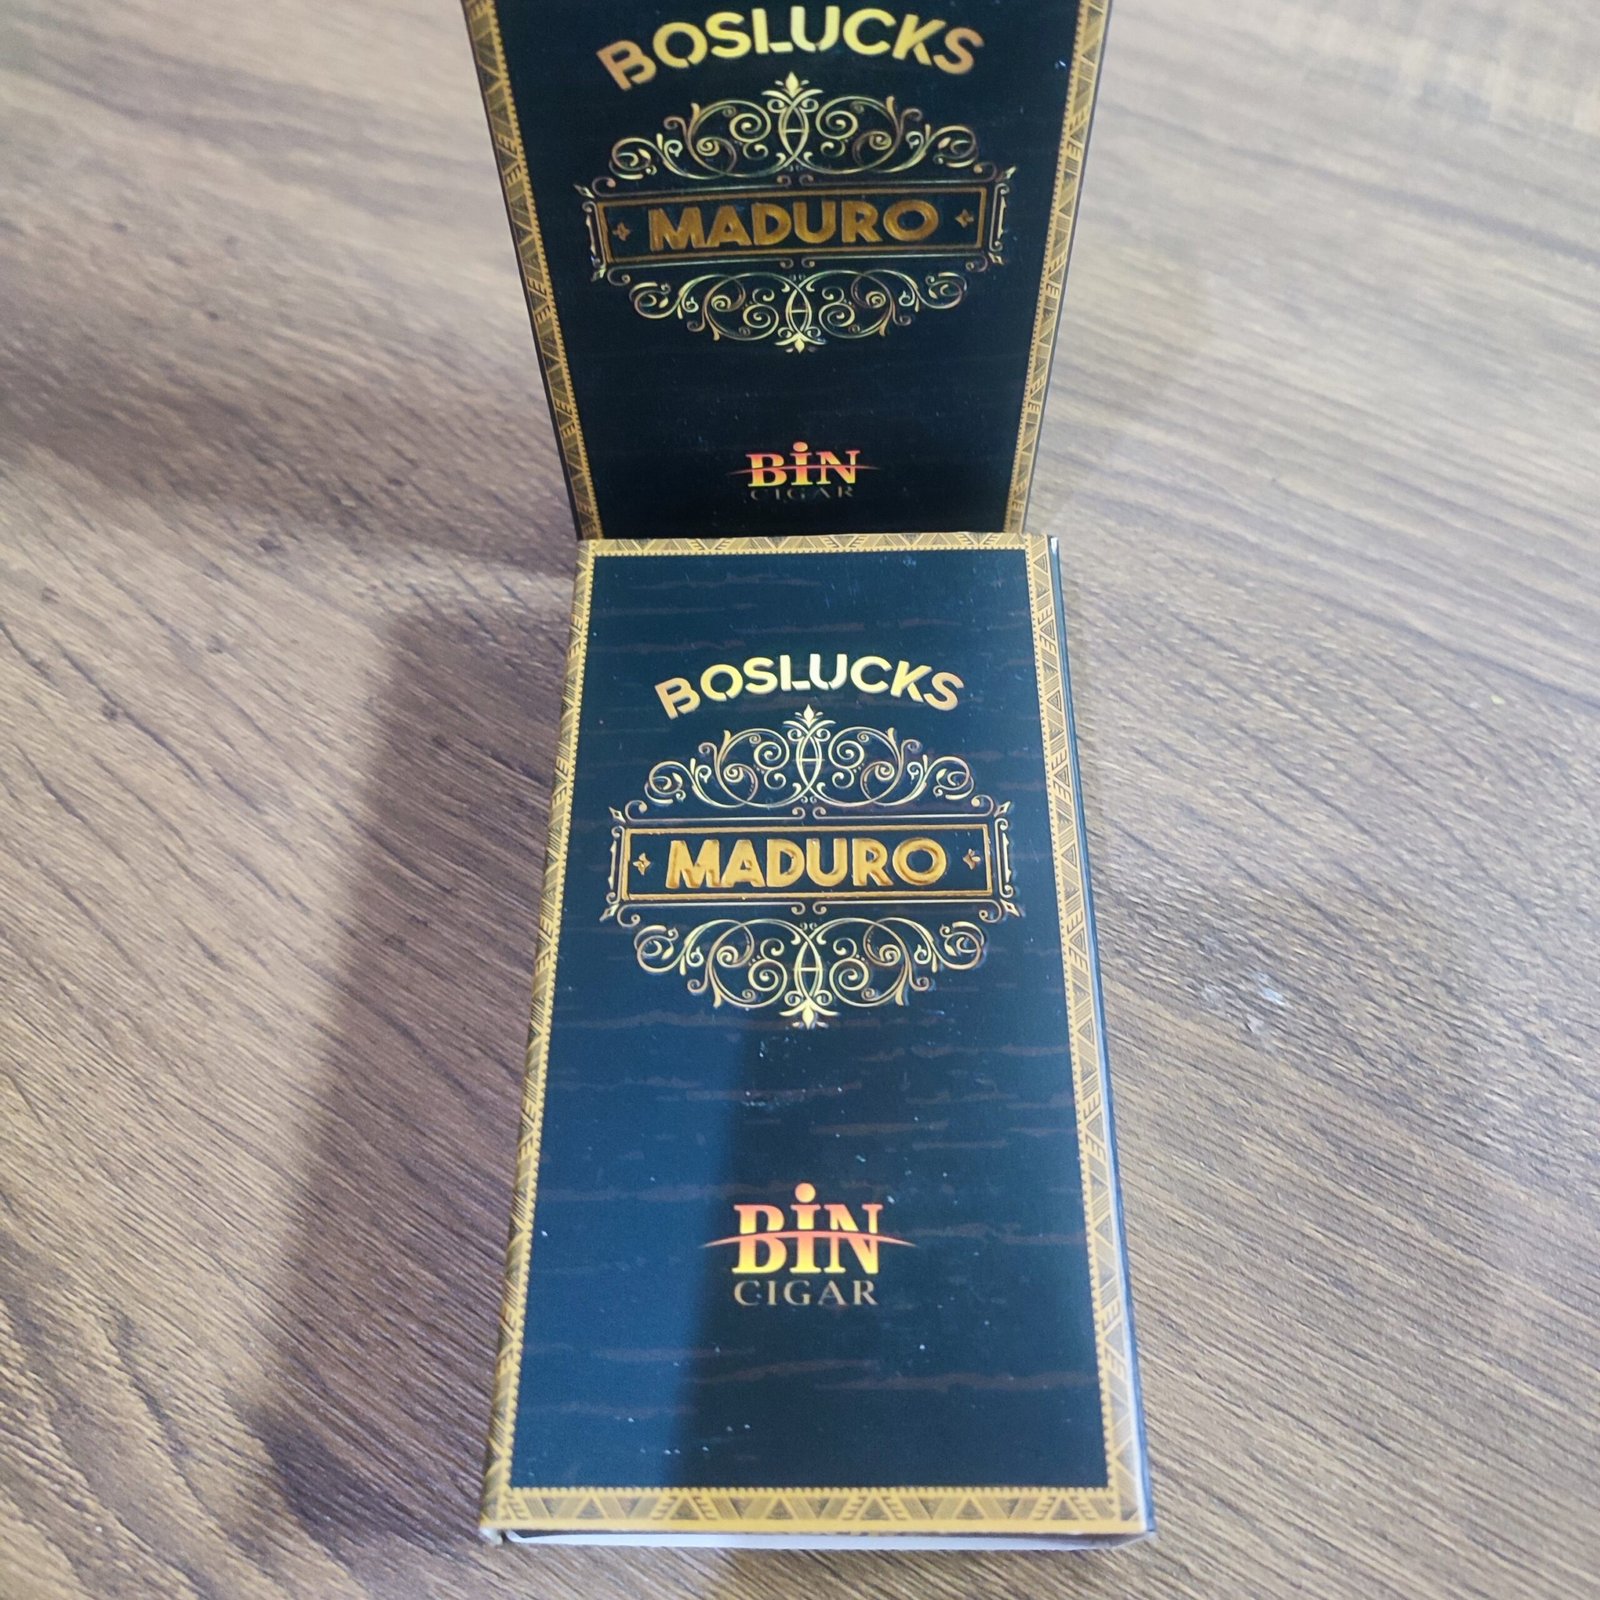 BOSLUCKS
MADURO
BİN
CIGAR
BOSLUCKS
MADURO
BİN
CIGAR